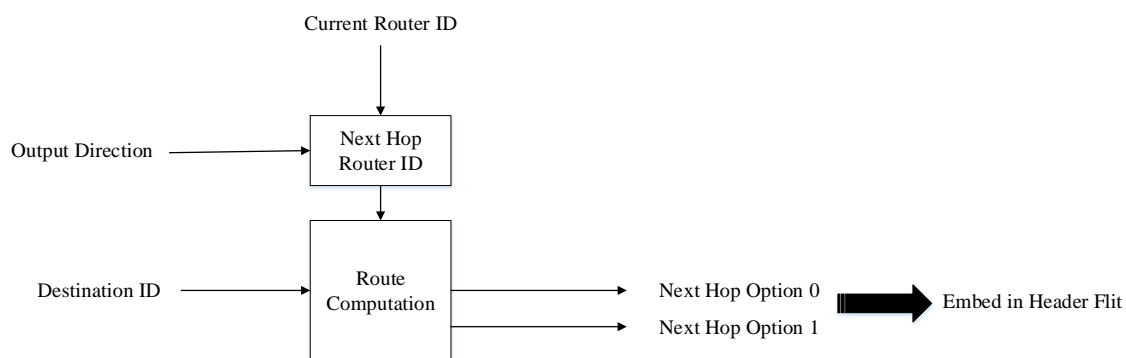 Current Router ID
Output Direction
Next Hop
Router ID
Destination ID
Route
Computation
Next Hop Option 0
Next Hop Option 1
Embed in Header Flit